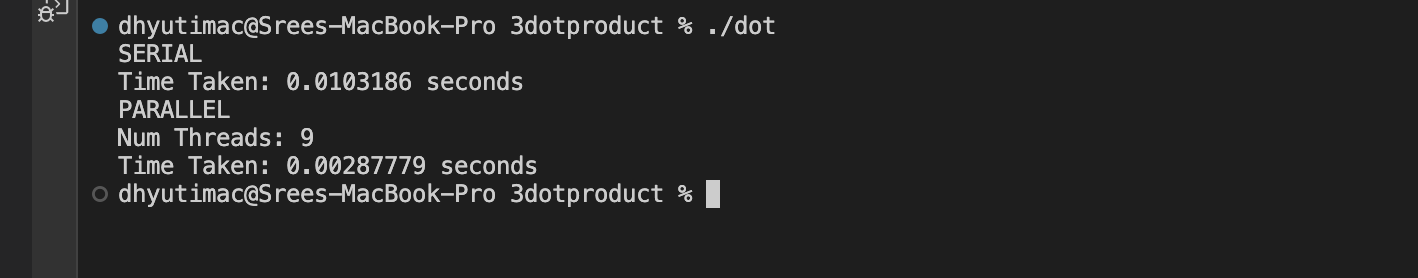 dhyutimac@Srees-MacBook-Pro 3dotproduct % ./dot
SERIAL
Time Taken: 0.0103186 seconds
PARALLEL
Num Threads: 9
Time Taken: 0.00287779 seconds
dhyutimac@Srees-MacBook-Pro 3dotproduct %